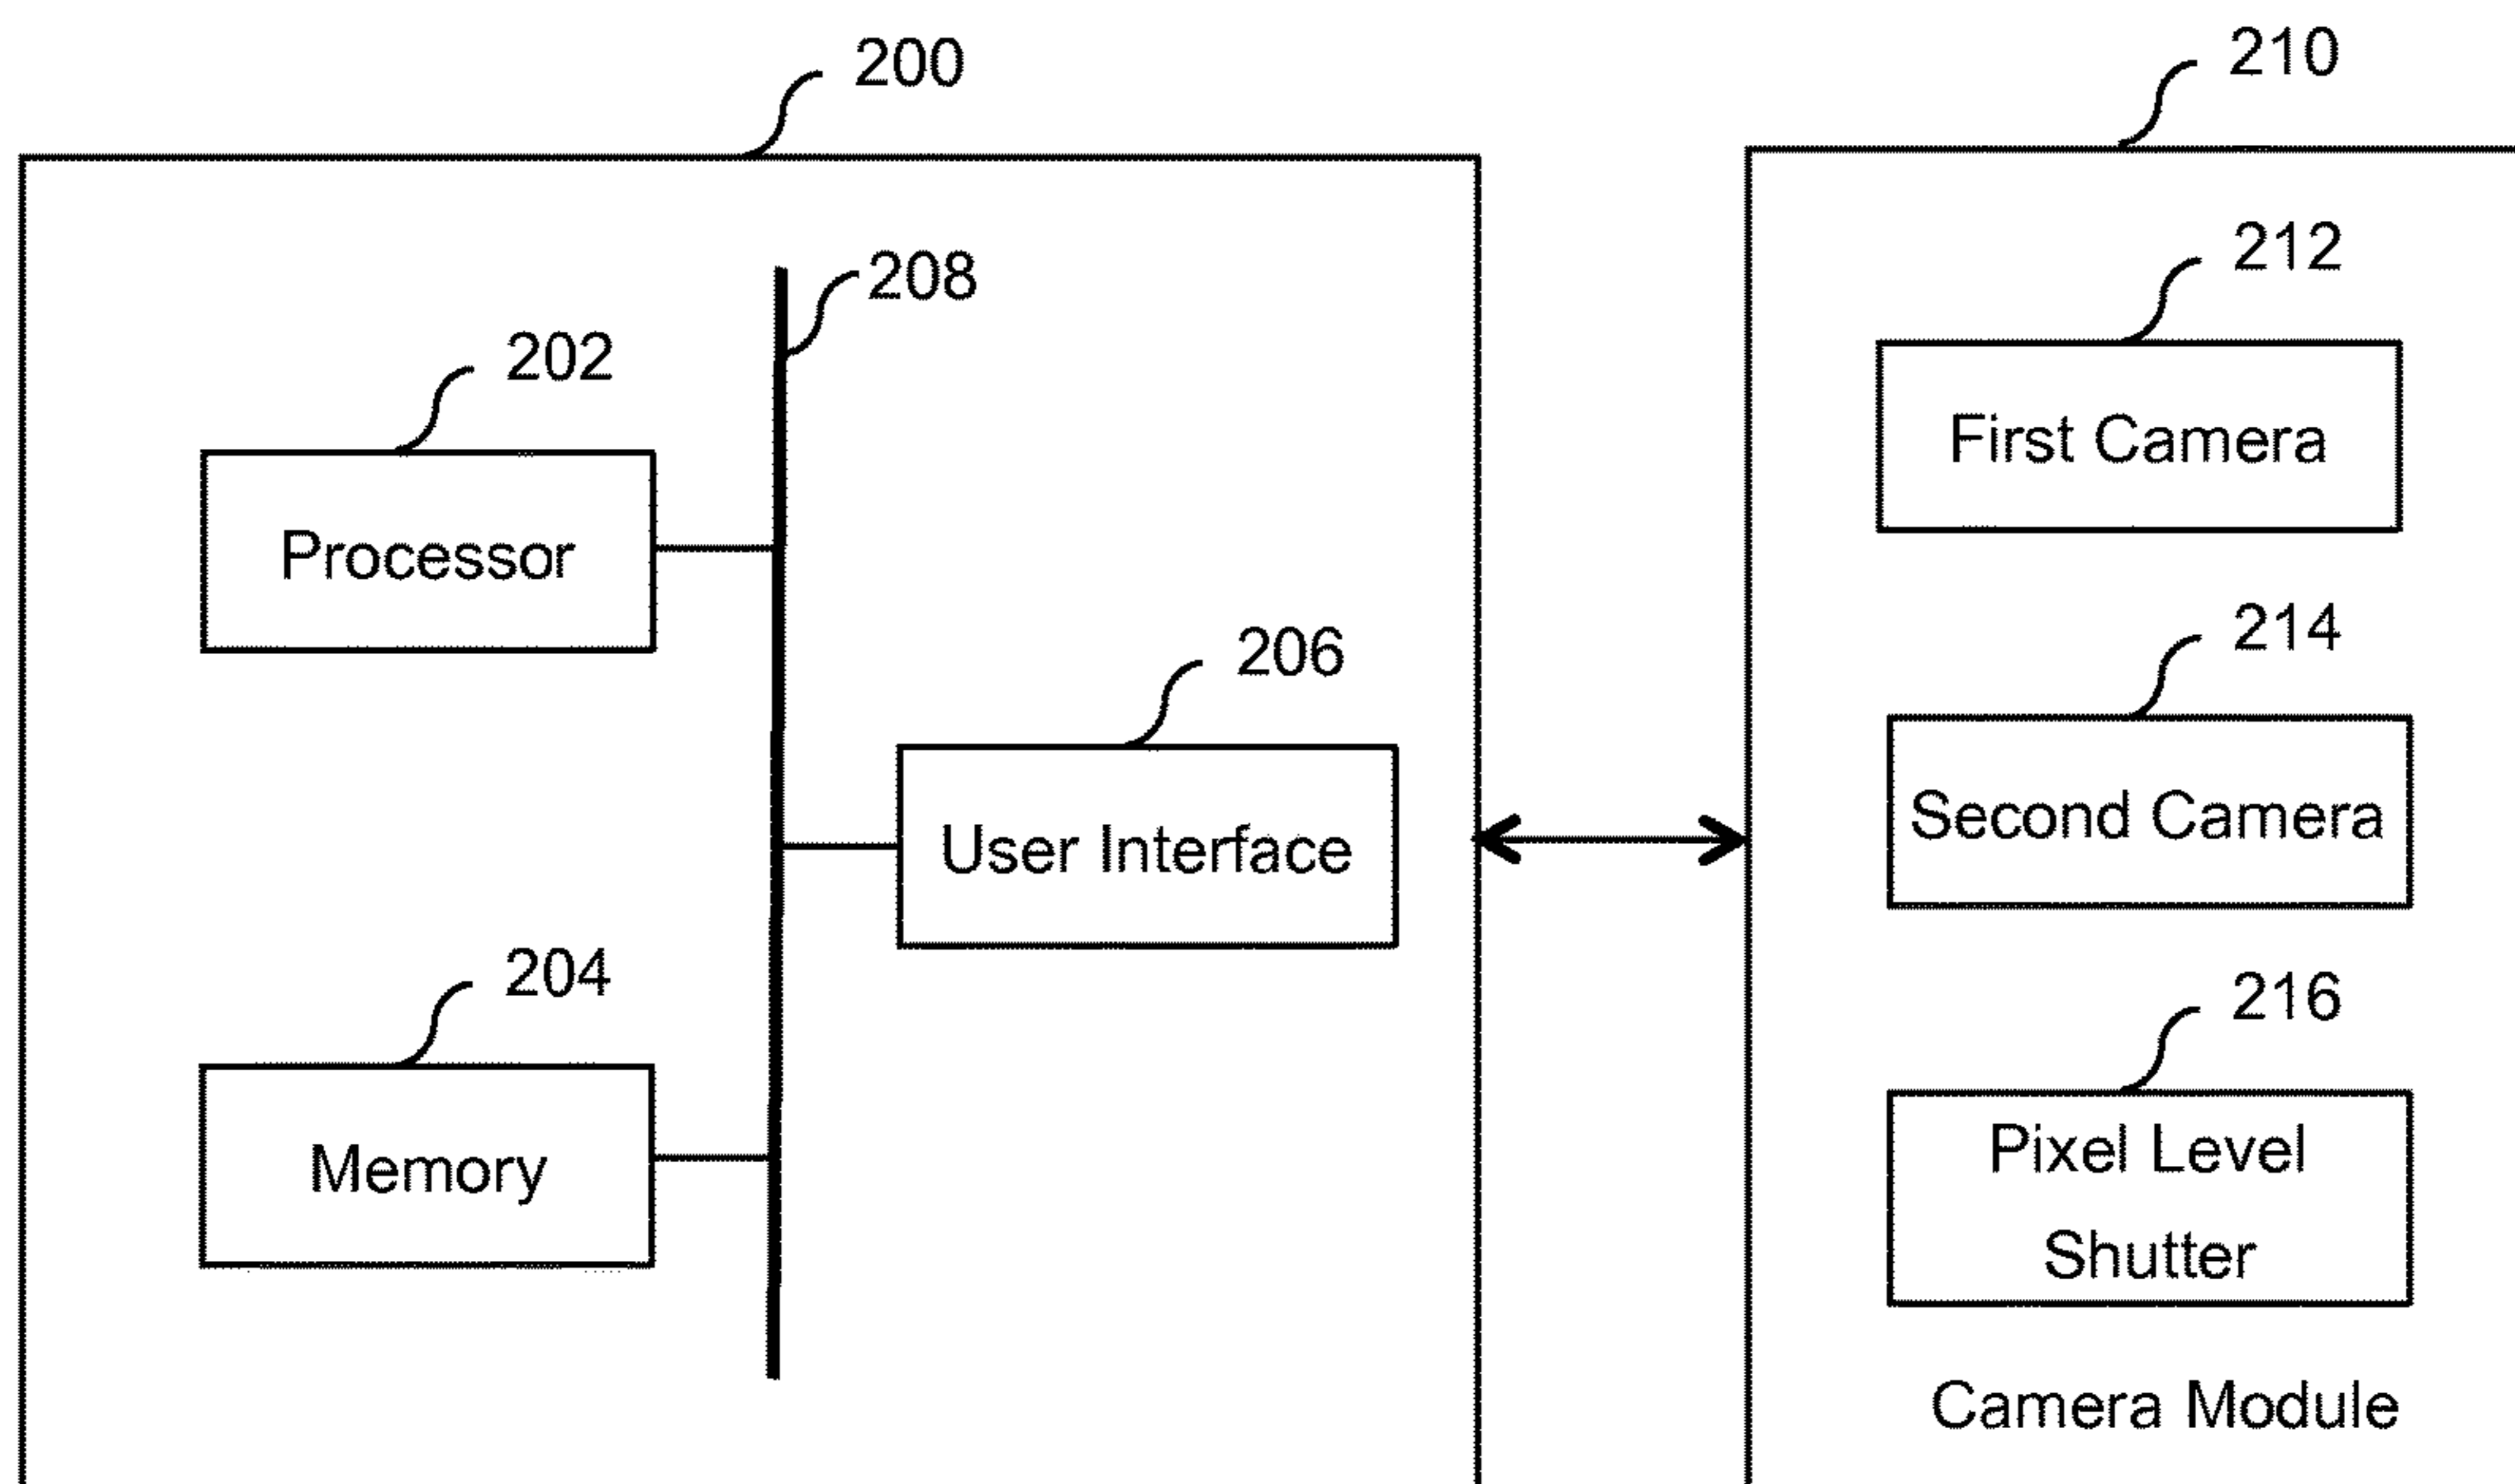 200
210
208
212
202
First Camera
Processor
214
206
Second Camera
User Interface
204
216
Memory
Pixel Level
Shutter
Camera Module